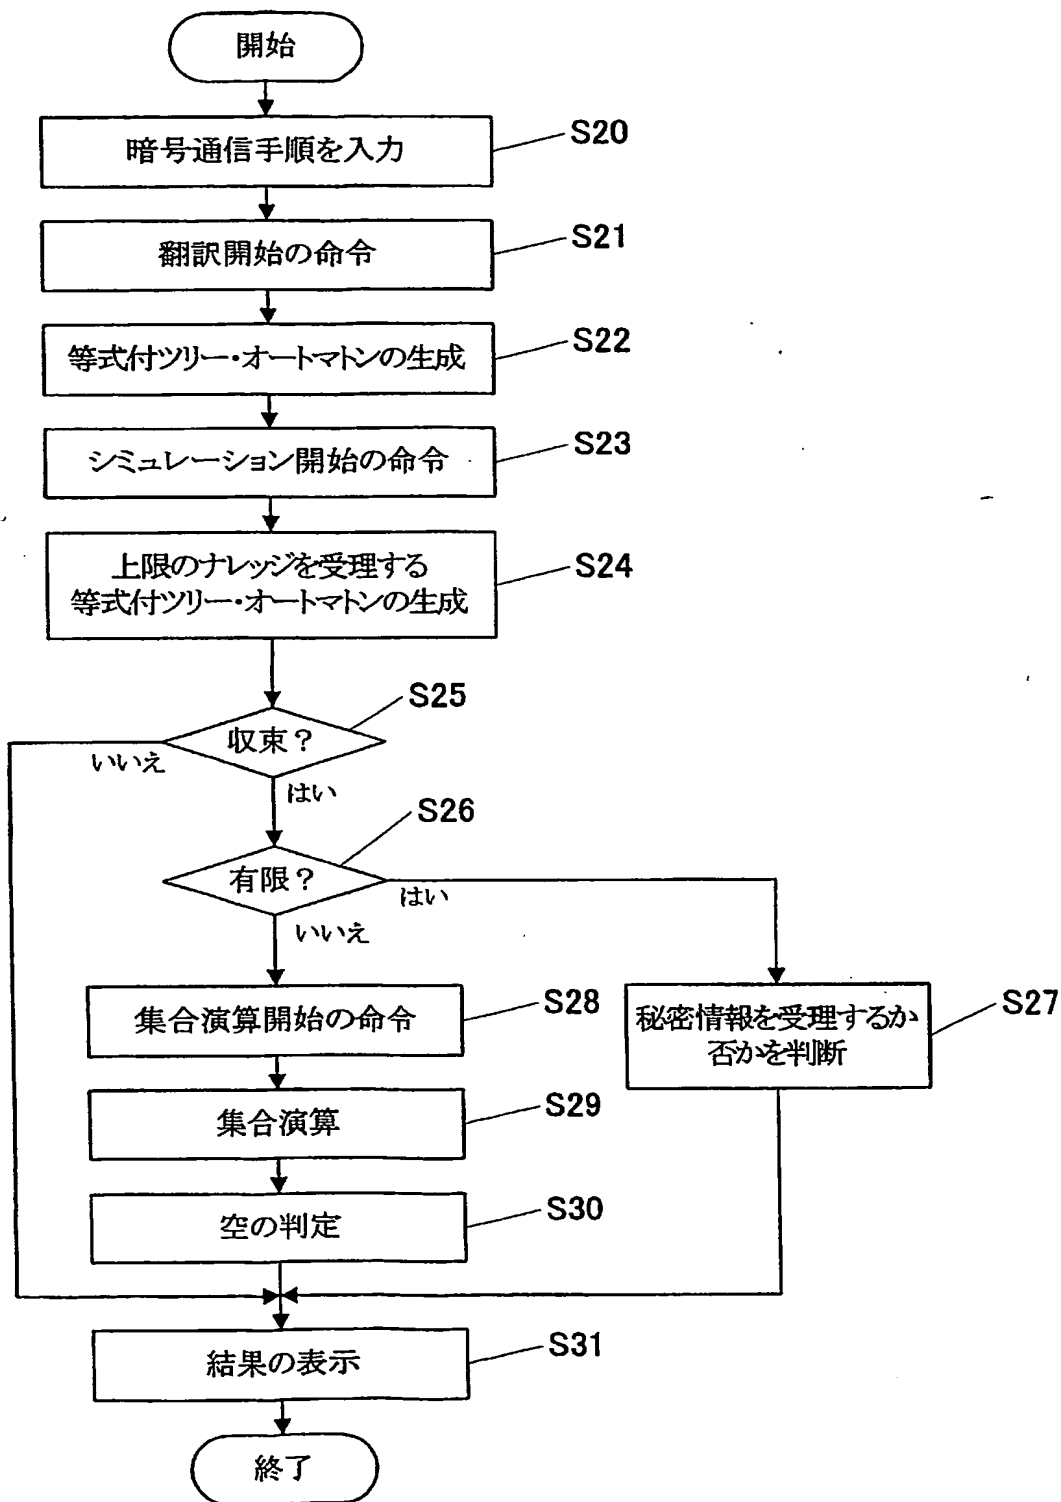 開始
暗号通信手順を入力
S20
翻訳開始の命令
S21
等式付ツリー・オートマトンの生成
S22
シミュレーション開始の命令
S23
上限のナレッジを受理する
等式付ツリー・オートマトンの生成
S24
S25
収束?
いいえ
はい
S26
有限?
はい
いいえ
集合演算開始の命令
S28
秘密情報を受理するか
否かを判断
S27
集合演算
S29
空の判定
S30
結果の表示
S31
終了